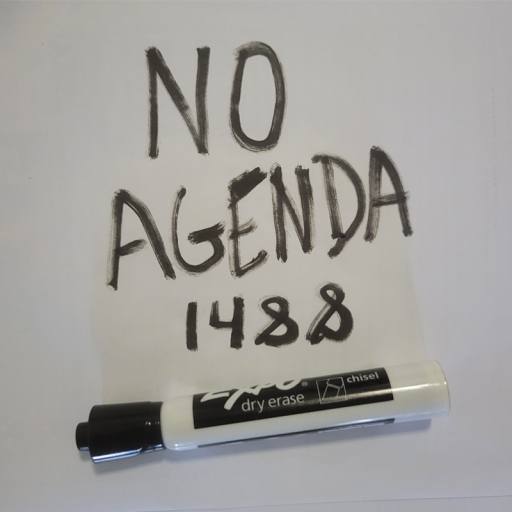 NO
AGENDA
1488
EXPO®
dry erase
chisel